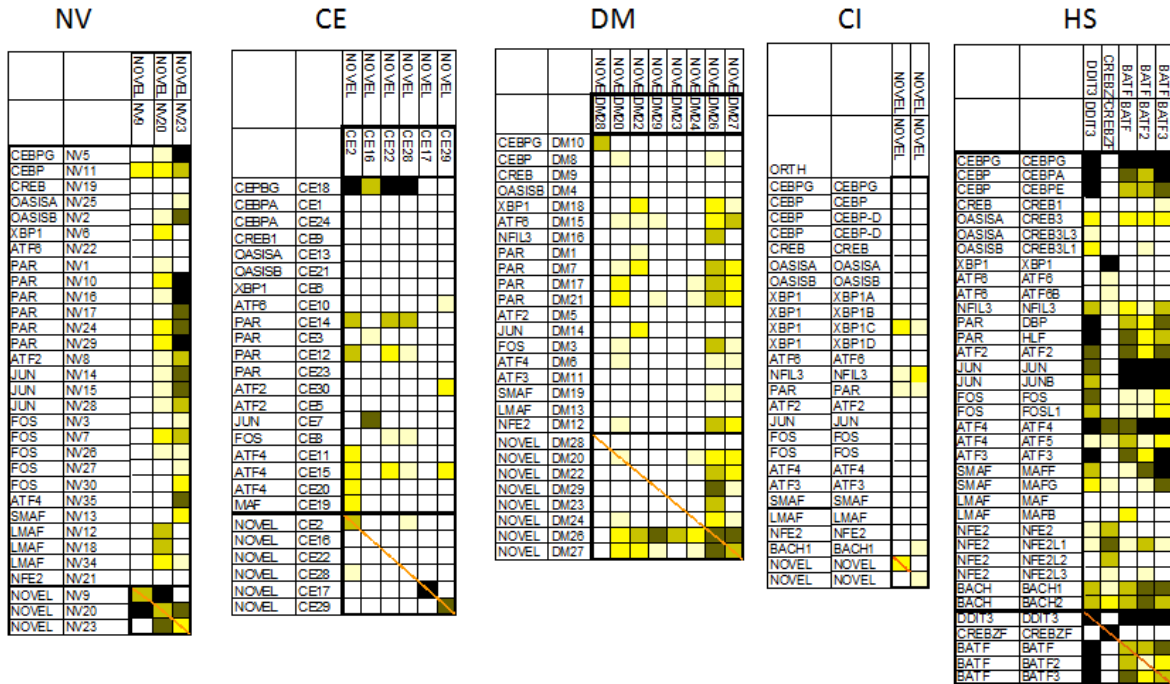 NV
NOVEL NV9
NOVEL NV20
NOVEL NV23
CEBPG NV5
CEBP NV11
CREB NV19
OASISA NV25
OASISB NV2
XBP1 NV6
ATF6 NV22
PAR NV1
PAR NV10
PAR NV16
PAR NV17
PAR NV24
PAR NV29
ATF2 NV8
JUN NV14
JUN NV15
JUN NV28
FOS NV3
FOS NV7
FOS NV26
FOS NV27
FOS NV30
ATF4 NV35
SMAF NV13
LMAF NV12
LMAF NV18
LMAF NV34
NFE2 NV21
NOVEL NV9
NOVEL NV20
NOVEL NV23
CE
NOVEL CE2
NOVEL CE16
NOVEL CE22
NOVEL CE28
NOVEL CE17
NOVEL CE29
CEPBG CE18
CEBPA CE1
CEBPA CE24
CREB1 CE9
OASISA CE13
OASISB CE21
XBP1 CE6
ATF6 CE10
PAR CE14
PAR CE3
PAR CE12
PAR CE23
ATF2 CE30
ATF2 CE5
JUN CE7
FOS CE8
ATF4 CE11
ATF4 CE15
ATF4 CE20
MAF CE19
NOVEL CE2
NOVEL CE16
NOVEL CE22
NOVEL CE28
NOVEL CE17
NOVEL CE29
DM
NOVEL DM28
NOVEL DM20
NOVEL DM22
NOVEL DM29
NOVEL DM23
NOVEL DM24
NOVEL DM26
NOVEL DM27
CEBPG DM10
CEBP DM8
CREB DM9
OASISB DM4
XBP1 DM18
ATF6 DM15
NFIL3 DM16
PAR DM1
PAR DM7
PAR DM17
PAR DM21
ATF2 DM5
JUN DM14
FOS DM3
ATF4 DM6
ATF3 DM11
SMAF DM19
LMAF DM13
NFE2 DM12
NOVEL DM28
NOVEL DM20
NOVEL DM22
NOVEL DM29
NOVEL DM23
NOVEL DM24
NOVEL DM26
NOVEL DM27
CI
NOVEL NOVEL
NOVEL NOVEL
ORTH
CEBPG CEBPG
CEBP CEBP
CEBP CEBP-D
CEBP CEBP-D
CREB CREB
OASISA OASISA
OASISB OASISB
XBP1 XBP1A
XBP1 XBP1B
XBP1 XBP1C
XBP1 XBP1D
ATF6 ATF6
NFIL3 NFIL3
PAR PAR
ATF2 ATF2
JUN JUN
FOS FOS
FOS FOS
ATF4 ATF4
ATF3 ATF3
SMAF SMAF
LMAF LMAF
NFE2 NFE2
BACH1 BACH1
NOVEL NOVEL
NOVEL NOVEL
HS
DDIT3 DDIT3
CREBZF CREBZF
BATF BATF
BATF BATF2
BATF BATF3
CEBPG CEBPG
CEBP CEBPA
CEBP CEBPE
CREB CREB1
OASISA CREB3
OASISA CREB3L3
OASISB CREB3L1
XBP1 XBP1
ATF6 ATF6
ATF6 ATF6B
NFIL3 NFIL3
PAR DBP
PAR HLF
ATF2 ATF2
JUN JUN
JUN JUNB
FOS FOS
FOS FOSL1
ATF4 ATF4
ATF4 ATF5
ATF3 ATF3
SMAF MAFF
SMAF MAFG
LMAF MAF
LMAF MAFB
NFE2 NFE2
NFE2 NFE2L1
NFE2 NFE2L2
NFE2 NFE2L3
BACH BACH1
BACH BACH2
DDIT3 DDIT3
CREBZF CREBZF
BATF BATF
BATF BATF2
BATF BATF3